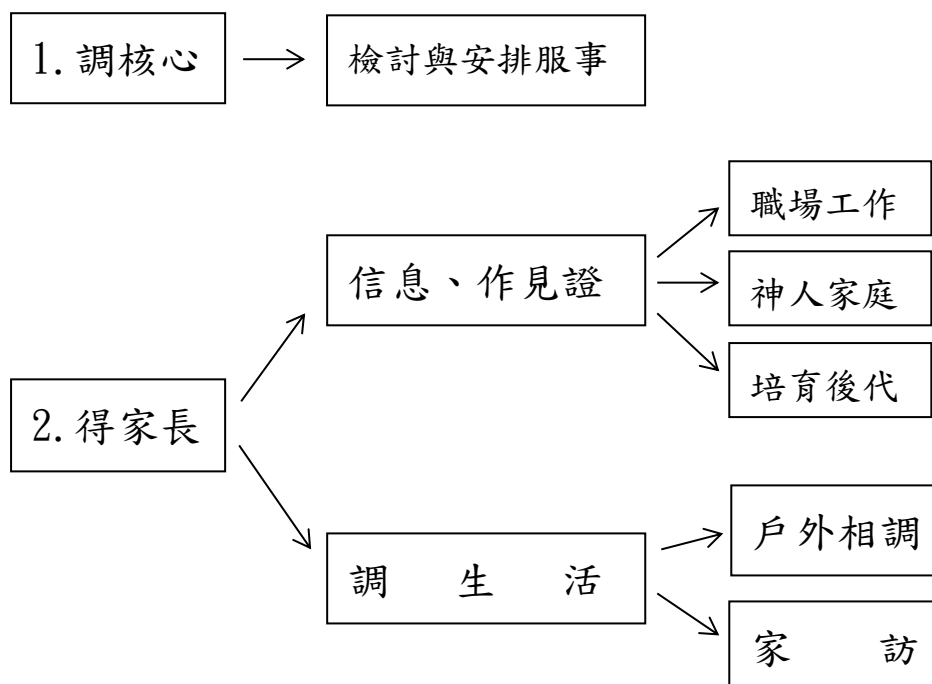 1.調核心
檢討與安排服事
2.得家長
信息、作見證
職場工作
神人家庭
培育後代
調生活
戶外相調
家訪